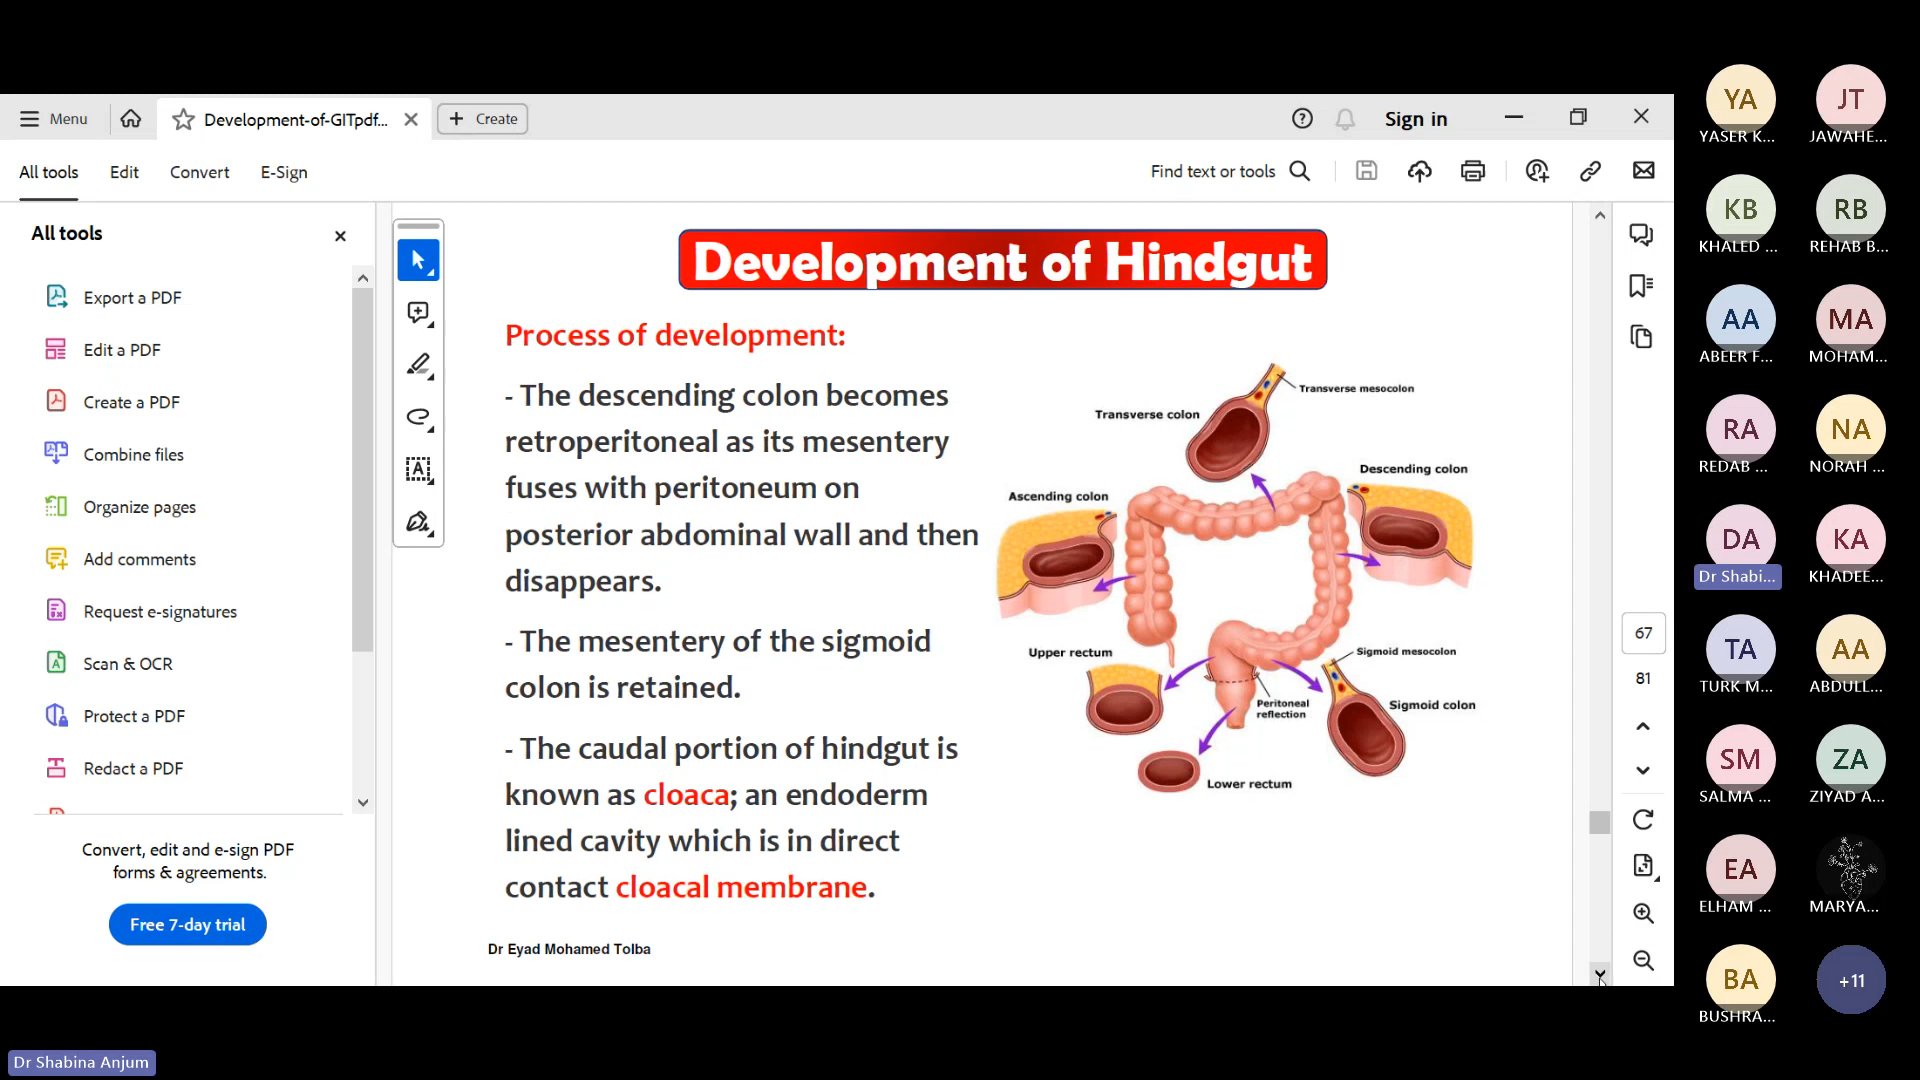 Menu
Development-of-GITpdf...
Create
Sign in
All tools
Edit
Convert
E-Sign
Find text or tools
All tools
Export a PDF
Edit a PDF
Create a PDF
Combine files
Organize pages
Add comments
Request e-signatures
Scan & OCR
Protect a PDF
Redact a PDF
Convert, edit and e-sign PDF
forms & agreements.
Free 7-day trial
Development of Hindgut
Process of development:
- The descending colon becomes
retroperitoneal as its mesentery
fuses with peritoneum on
posterior abdominal wall and then
disappears.
- The mesentery of the sigmoid
colon is retained.
- The caudal portion of hindgut is
known as cloaca; an endoderm
lined cavity which is in direct
contact cloacal membrane.
Transverse mesocolon
Transverse colon
Descending colon
Ascending colon
Upper rectum
Sigmoid mesocolon
Peritoneal
reflection
Sigmoid colon
Lower rectum
Dr Eyad Mohamed Tolba
67
81
YA
YASER K...
JT
JAWAHE...
KB
KHALED ...
RB
REHAB B...
AA
ABEER F...
MA
MOHAM...
RA
REDAB ...
NA
NORAH ...
DA
Dr Shabi...
KA
KHADEE...
TA
TURK M...
AA
ABDULL...
SM
SALMA ...
ZA
ZIYAD A...
EA
ELHAM ...
MARYA...
BA
BUSHRA...
+11
Dr Shabina Anjum